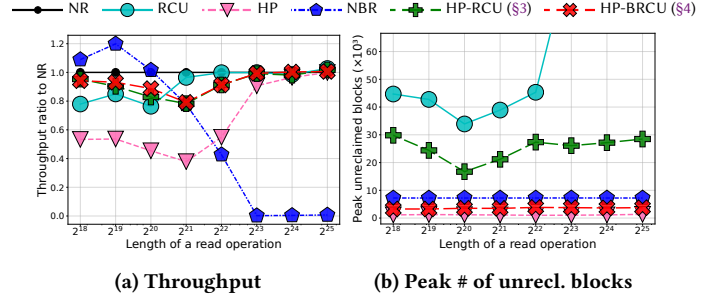 NR RCU HP NBR HP-RCU (§3) HP-BRCU (§4)
Throughput ratio to NR
1.2
1.0
0.8
0.6
0.4
0.2
0.0
2^18 2^19 2^20 2^21 2^22 2^23 2^24 2^25
Length of a read operation
(a) Throughput
Peak unreclaimed blocks (×10³)
60
50
40
30
20
10
0
2^18 2^19 2^20 2^21 2^22 2^23 2^24 2^25
Length of a read operation
(b) Peak # of unrecl. blocks